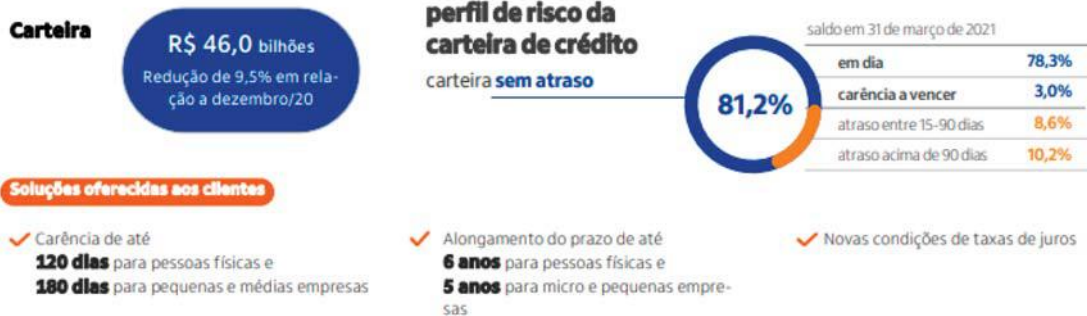 Carteira
R$ 46,0 bilhões
Redução de 9,5% em rela-
ção a dezembro/20
perfil de risco da
carteira de crédito
carteira sem atraso
81,2%
saldo em 31 de março de 2021
em dia 78,3%
carência a vencer 3,0%
atraso entre 15-90 dias 8,6%
atraso acima de 90 dias 10,2%
Soluções oferecidas aos clientes
Carência de até
120 dias para pessoas físicas e
180 dias para pequenas e médias empresas
Alongamento do prazo de até
6 anos para pessoas físicas e
5 anos para micro e pequenas empre-
sas
Novas condições de taxas de juros